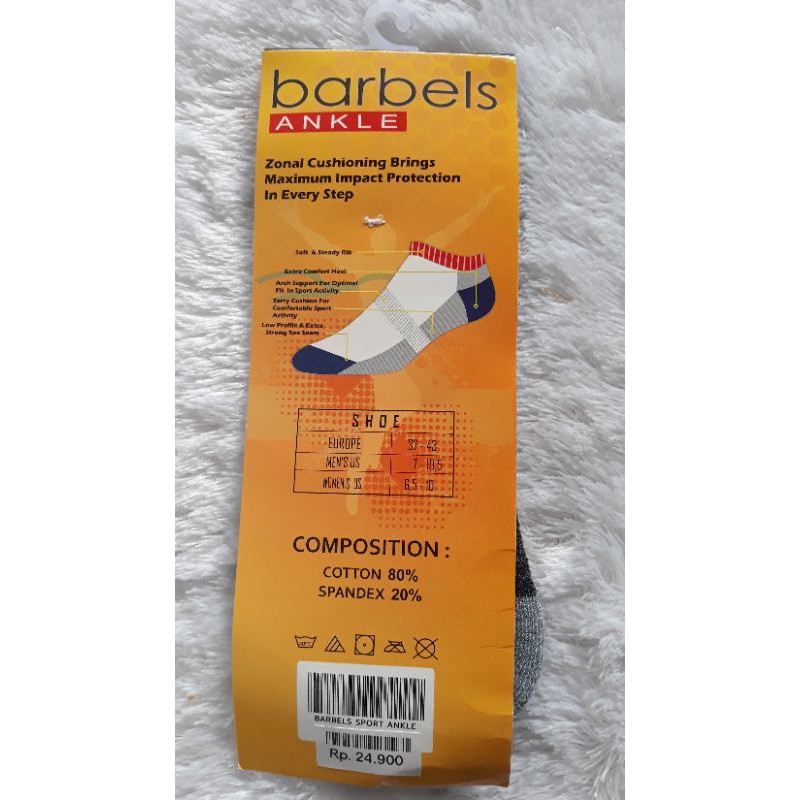 barbels
ANKLE
Zonal Cushioning Brings
Maximum Impact Protection
In Every Step
Soft & Steady Rib
Extra Comfort Heel
Arch Support For Optimal
Fit in Sport Activity
Terry Cushion For
Comfortable Sport
Activity
Low Profile & Extra
Strong Toe Seam
SHOE
EUROPE 37 - 43
MEN'S US 7 - 10,5
WOMEN'S US 6,5 - 10
COMPOSITION :
COTTON 80%
SPANDEX 20%
BARBELS SPORT ANKLE
Rp. 24.900